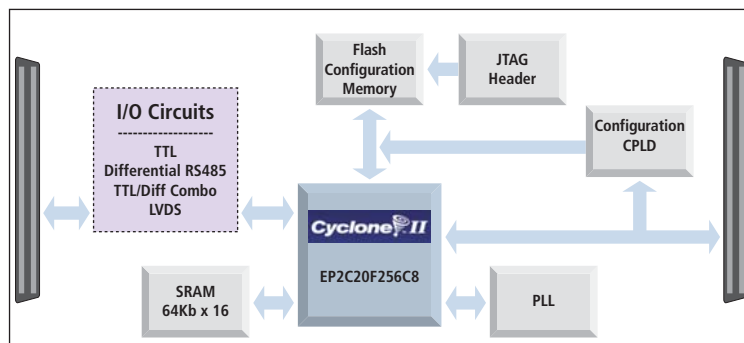 Flash
Configuration
Memory
JTAG
Header
I/O Circuits
--------------------
TTL
Differential RS485
TTL/Diff Combo
LVDS
Configuration
CPLD
Cyclone II
EP2C20F256C8
SRAM
64Kb x 16
PLL